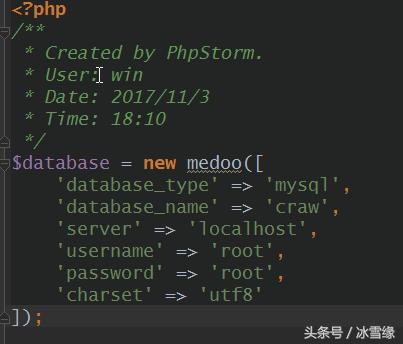 <?php
/**
 * Created by PhpStorm.
 * User: win
 * Date: 2017/11/3
 * Time: 18:10
 */
$database = new medoo([
    'database_type' => 'mysql',
    'database_name' => 'craw',
    'server' => 'localhost',
    'username' => 'root',
    'password' => 'root',
    'charset' => 'utf8'
]);
头条号／冰雪缘